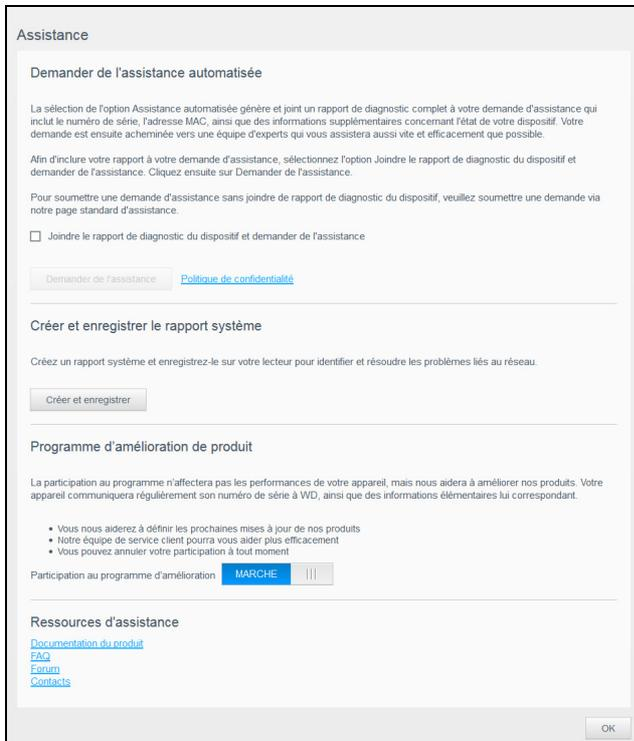 Assistance
Demander de l'assistance automatisée
La sélection de l'option Assistance automatisée génère et joint un rapport de diagnostic complet à votre demande d'assistance qui
inclut le numéro de série, l'adresse MAC, ainsi que des informations supplémentaires concernant l'état de votre dispositif. Votre
demande est ensuite acheminée vers une équipe d'experts qui vous assistera aussi vite et efficacement que possible.
Afin d'inclure votre rapport à votre demande d'assistance, sélectionnez l'option Joindre le rapport de diagnostic du dispositif et
demander de l'assistance. Cliquez ensuite sur Demander de l'assistance.
Pour soumettre une demande d'assistance sans joindre de rapport de diagnostic du dispositif, veuillez soumettre une demande via
notre page standard d'assistance.
Joindre le rapport de diagnostic du dispositif et demander de l'assistance
Demander de l'assistance Politique de confidentialité
Créer et enregistrer le rapport système
Créez un rapport système et enregistrez-le sur votre lecteur pour identifier et résoudre les problèmes liés au réseau.
Créer et enregistrer
Programme d'amélioration de produit
La participation au programme n'affectera pas les performances de votre appareil, mais nous aidera à améliorer nos produits. Votre
appareil communiquera régulièrement son numéro de série à WD, ainsi que des informations élémentaires lui correspondant.
• Vous nous aiderez à définir les prochaines mises à jour de nos produits
• Notre équipe de service client pourra vous aider plus efficacement
• Vous pouvez annuler votre participation à tout moment
Participation au programme d'amélioration MARCHE
Ressources d'assistance
Documentation du produit
FAQ
Forum
Contacts
OK